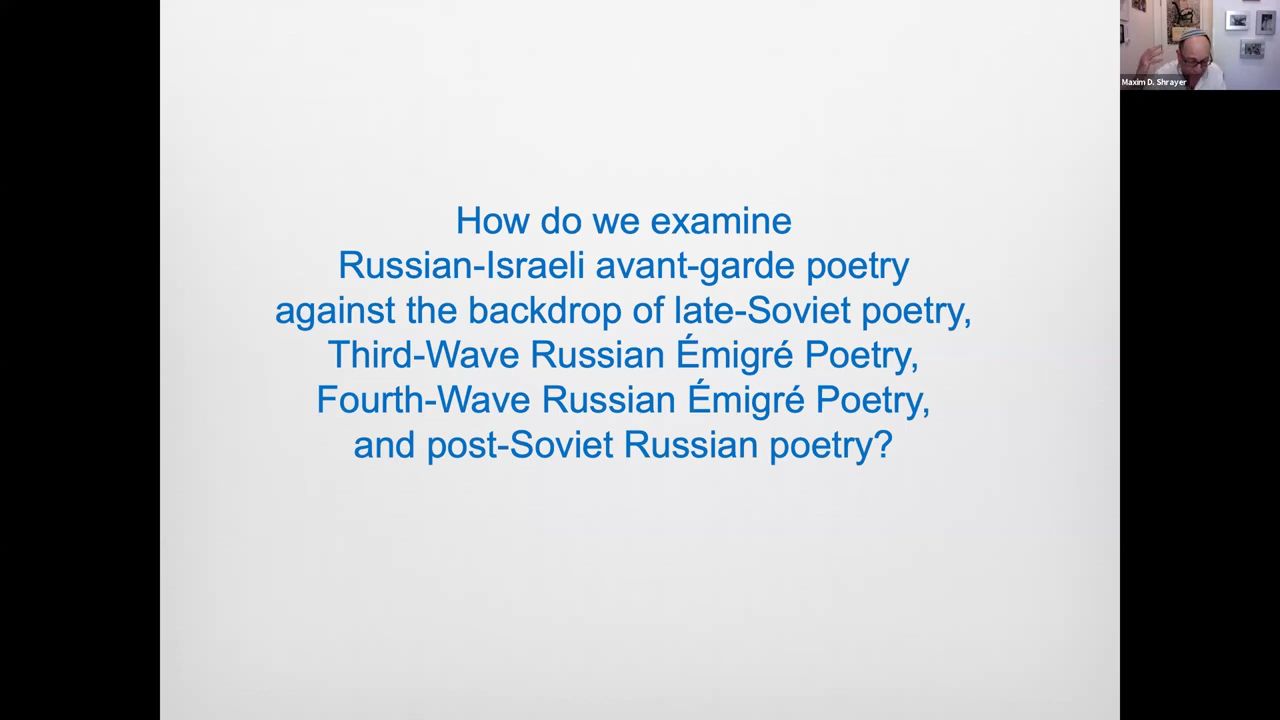 Maxim D. Shrayer
How do we examine
Russian-Israeli avant-garde poetry
against the backdrop of late-Soviet poetry,
Third-Wave Russian Émigré Poetry,
Fourth-Wave Russian Émigré Poetry,
and post-Soviet Russian poetry?